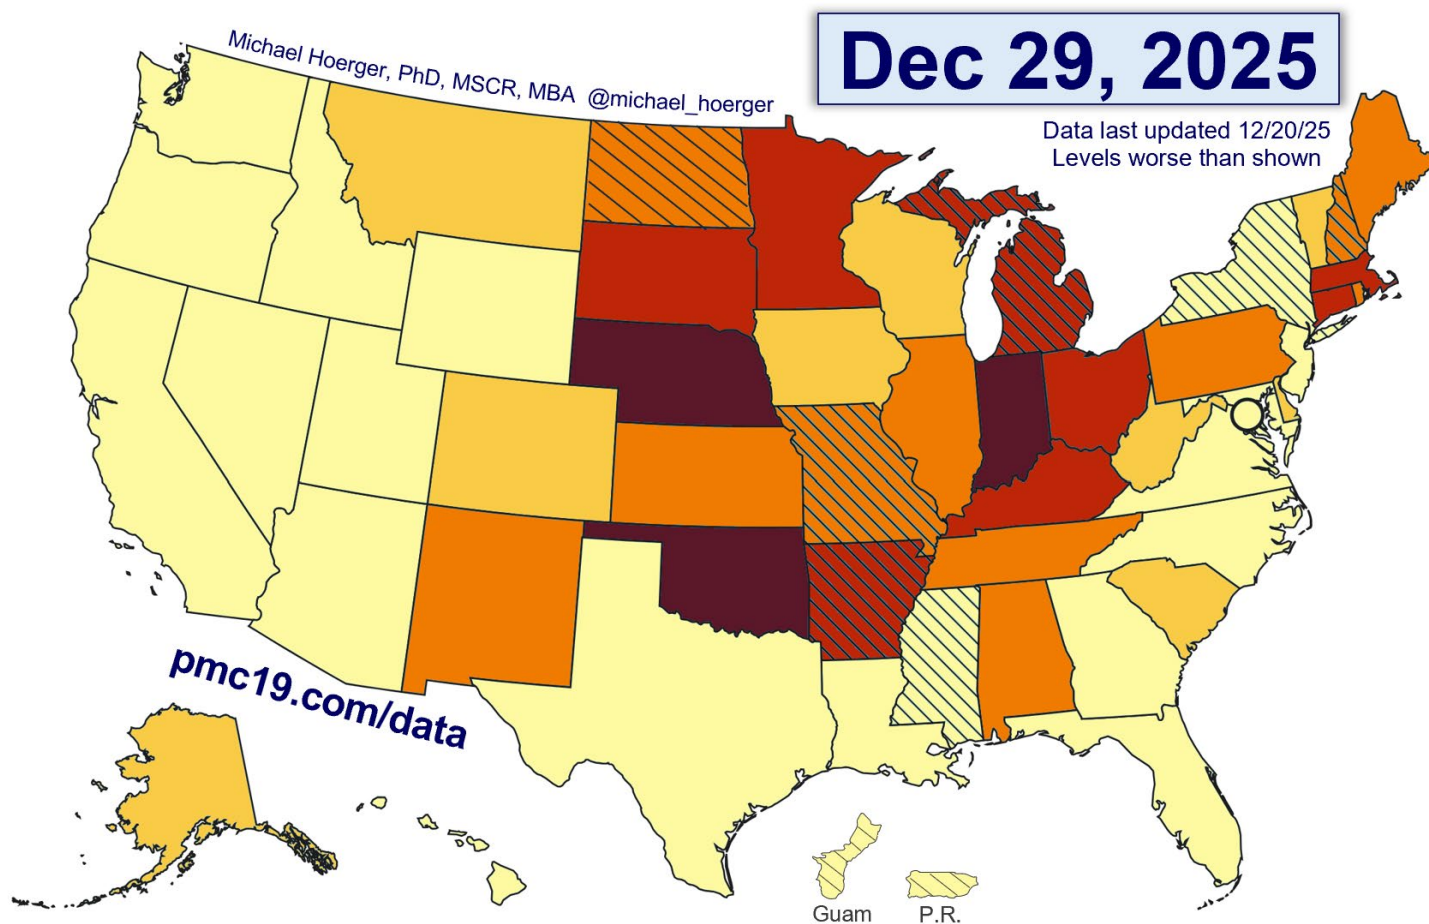 Michael Hoerger, PhD, MSCR, MBA @michael_hoerger
Dec 29, 2025
Data last updated 12/20/25
Levels worse than shown
pmc19.com/data
Guam
P.R.